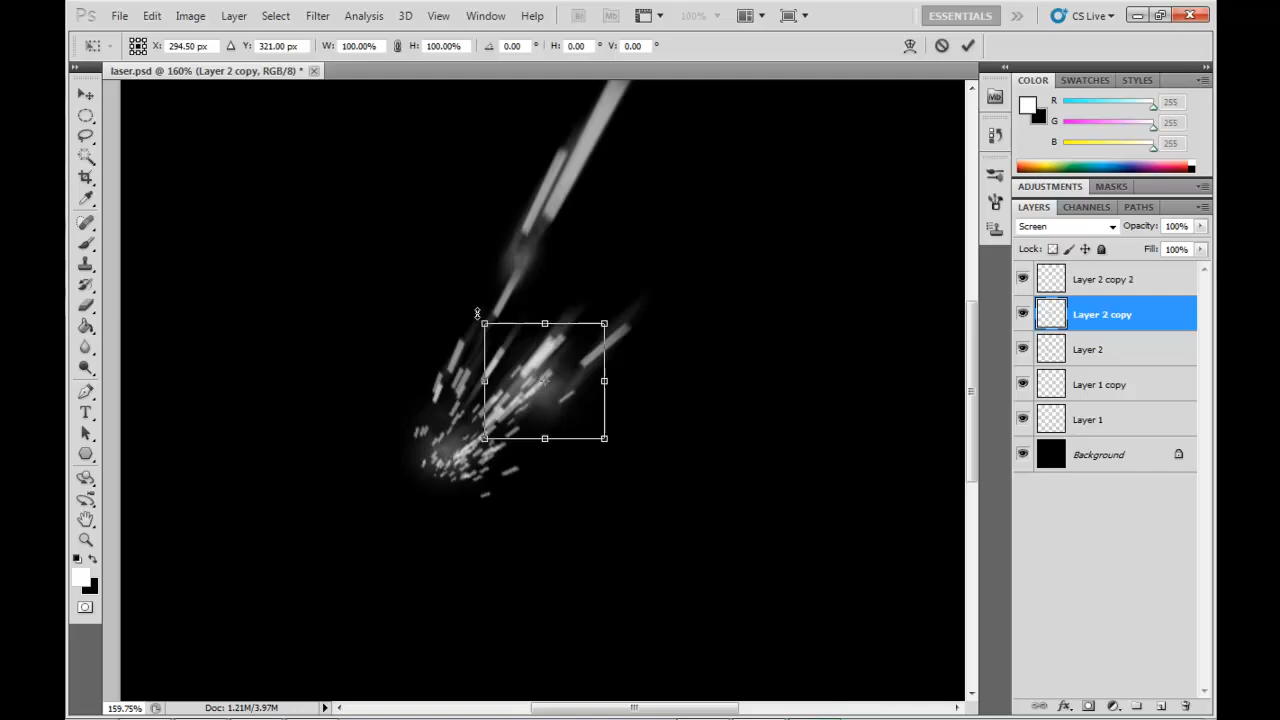 Ps File Edit Image Layer Select Filter Analysis 3D View Window Help Br Mb 100% ESSENTIALS CS Live
X: 294.50 px Y: 321.00 px W: 100.00% H: 100.00% 0.00 ° H: 0.00 ° V: 0.00 °
laser.psd @ 160% (Layer 2 copy, RGB/8) *
Mb
COLOR SWATCHES STYLES
R 255
G 255
B 255
ADJUSTMENTS MASKS
LAYERS CHANNELS PATHS
Screen Opacity: 100%
Lock: Fill: 100%
Layer 2 copy 2
Layer 2 copy
Layer 2
Layer 1 copy
Layer 1
Background
159.75% Doc: 1.21M/3.97M